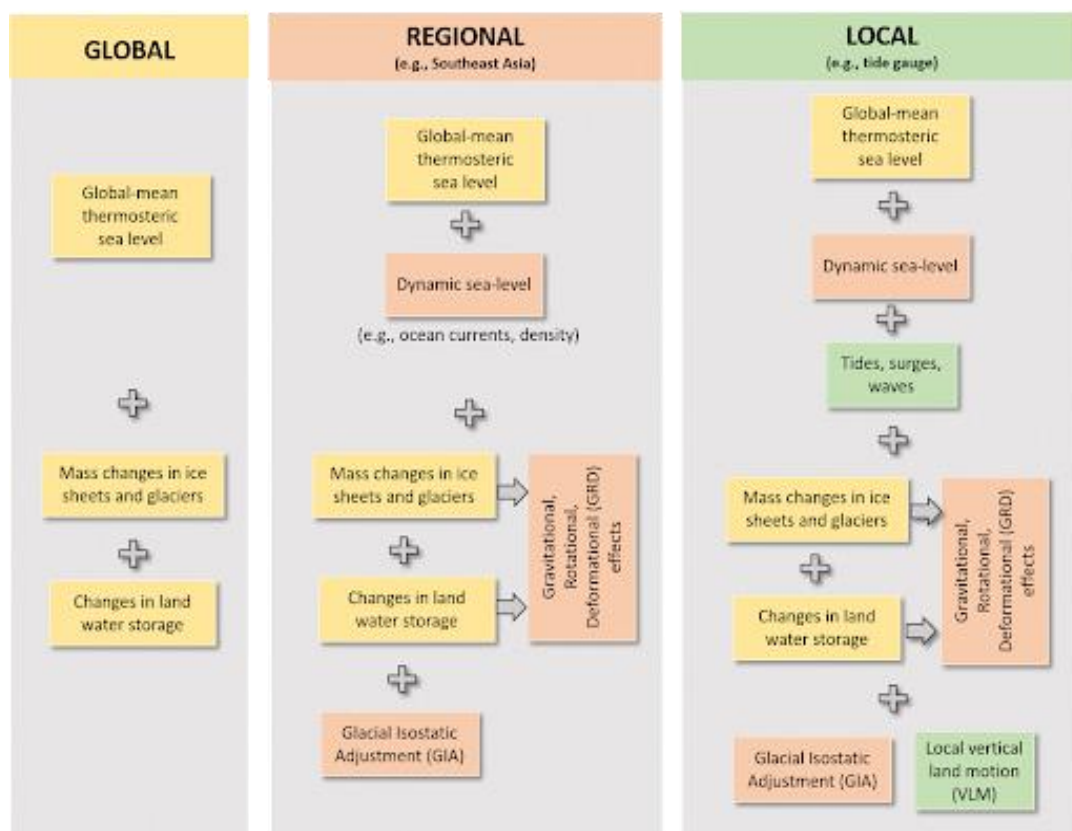 GLOBAL
Global-mean
thermosteric
sea level
Mass changes in ice
sheets and glaciers
Changes in land
water storage
REGIONAL
(e.g., Southeast Asia)
Global-mean
thermosteric
sea level
Dynamic sea-level
(e.g., ocean currents, density)
Mass changes in ice
sheets and glaciers
Changes in land
water storage
Gravitational,
Rotational,
Deformational (GRD)
effects
Glacial Isostatic
Adjustment (GIA)
LOCAL
(e.g., tide gauge)
Global-mean
thermosteric
sea level
Dynamic sea-level
Tides, surges,
waves
Mass changes in ice
sheets and glaciers
Changes in land
water storage
Gravitational,
Rotational,
Deformational (GRD)
effects
Glacial Isostatic
Adjustment (GIA)
Local vertical
land motion
(VLM)